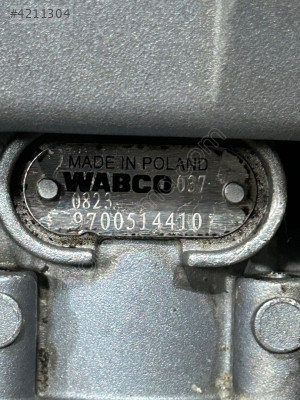 #4211304
MADE IN POLAND
WABCO 037
0823
9700514410